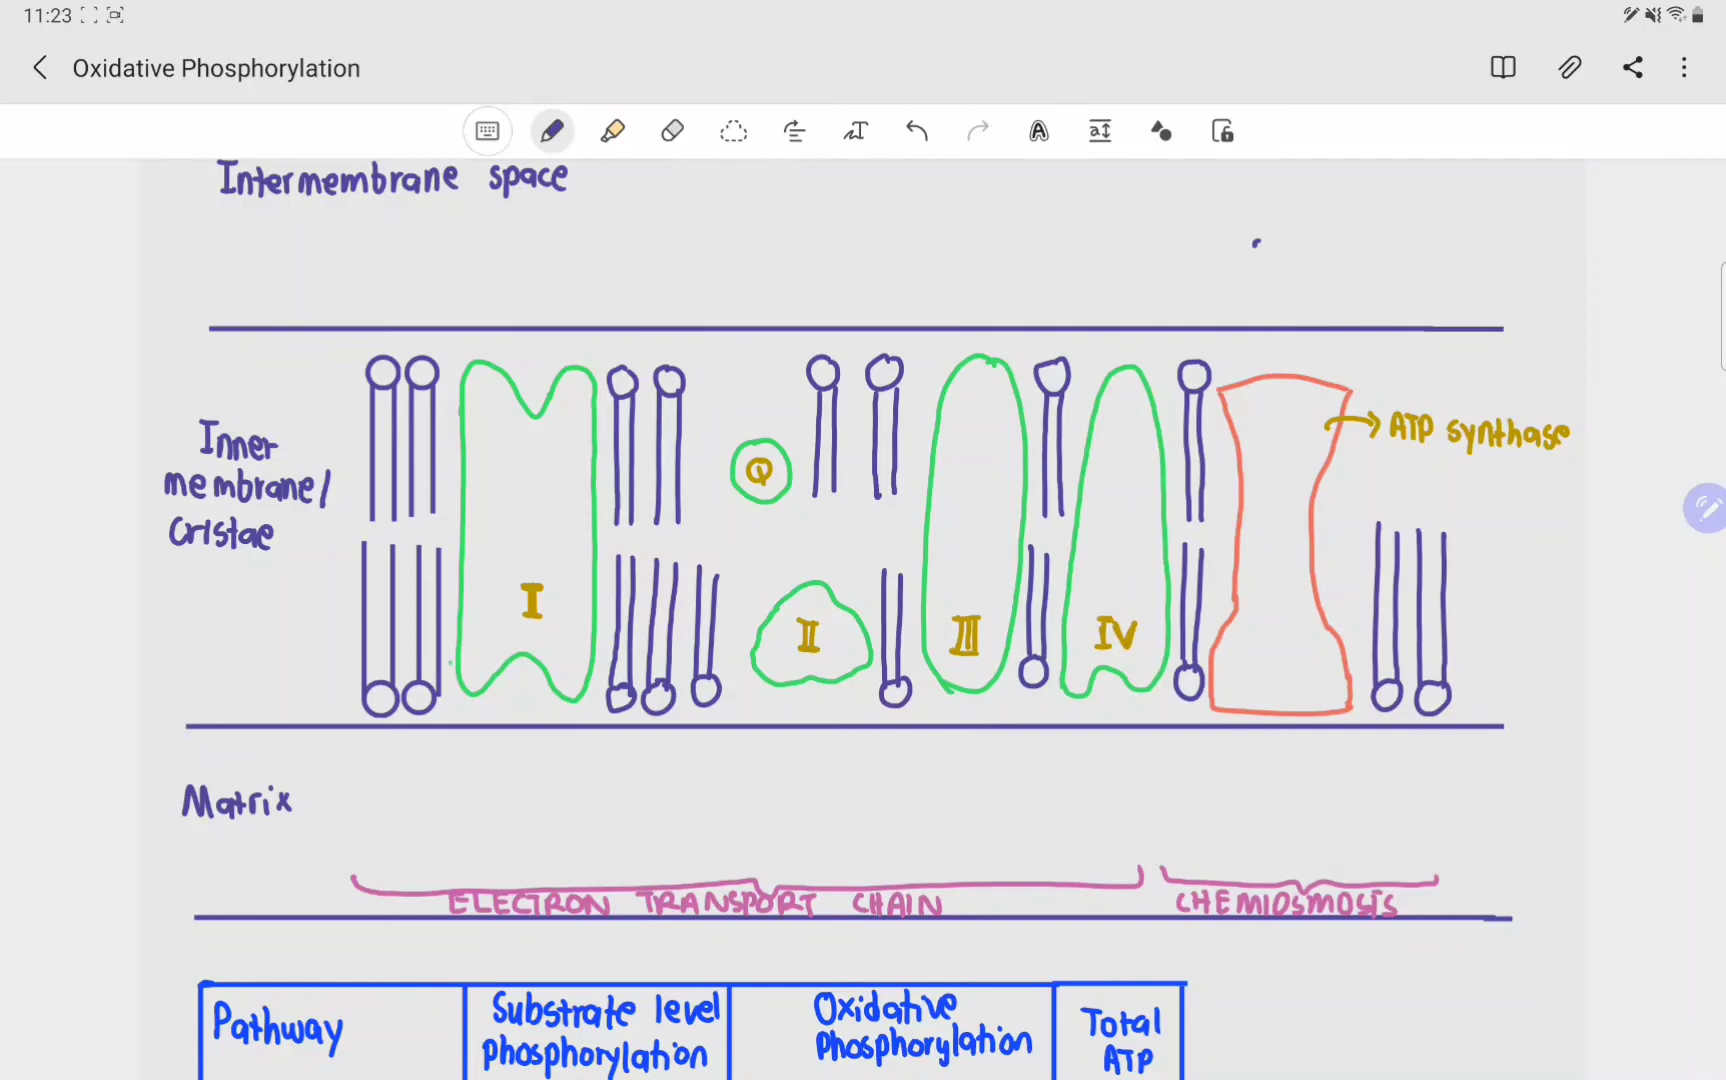 11:23
Oxidative Phosphorylation
Intermembrane space
Inner
membrane/
Cristae
Q
I
II
III
IV
ATP synthase
Matrix
ELECTRON TRANSPORT CHAIN
CHEMIOSMOSIS
Pathway
Substrate level
phosphorylation
Oxidative
Phosphorylation
Total
ATP